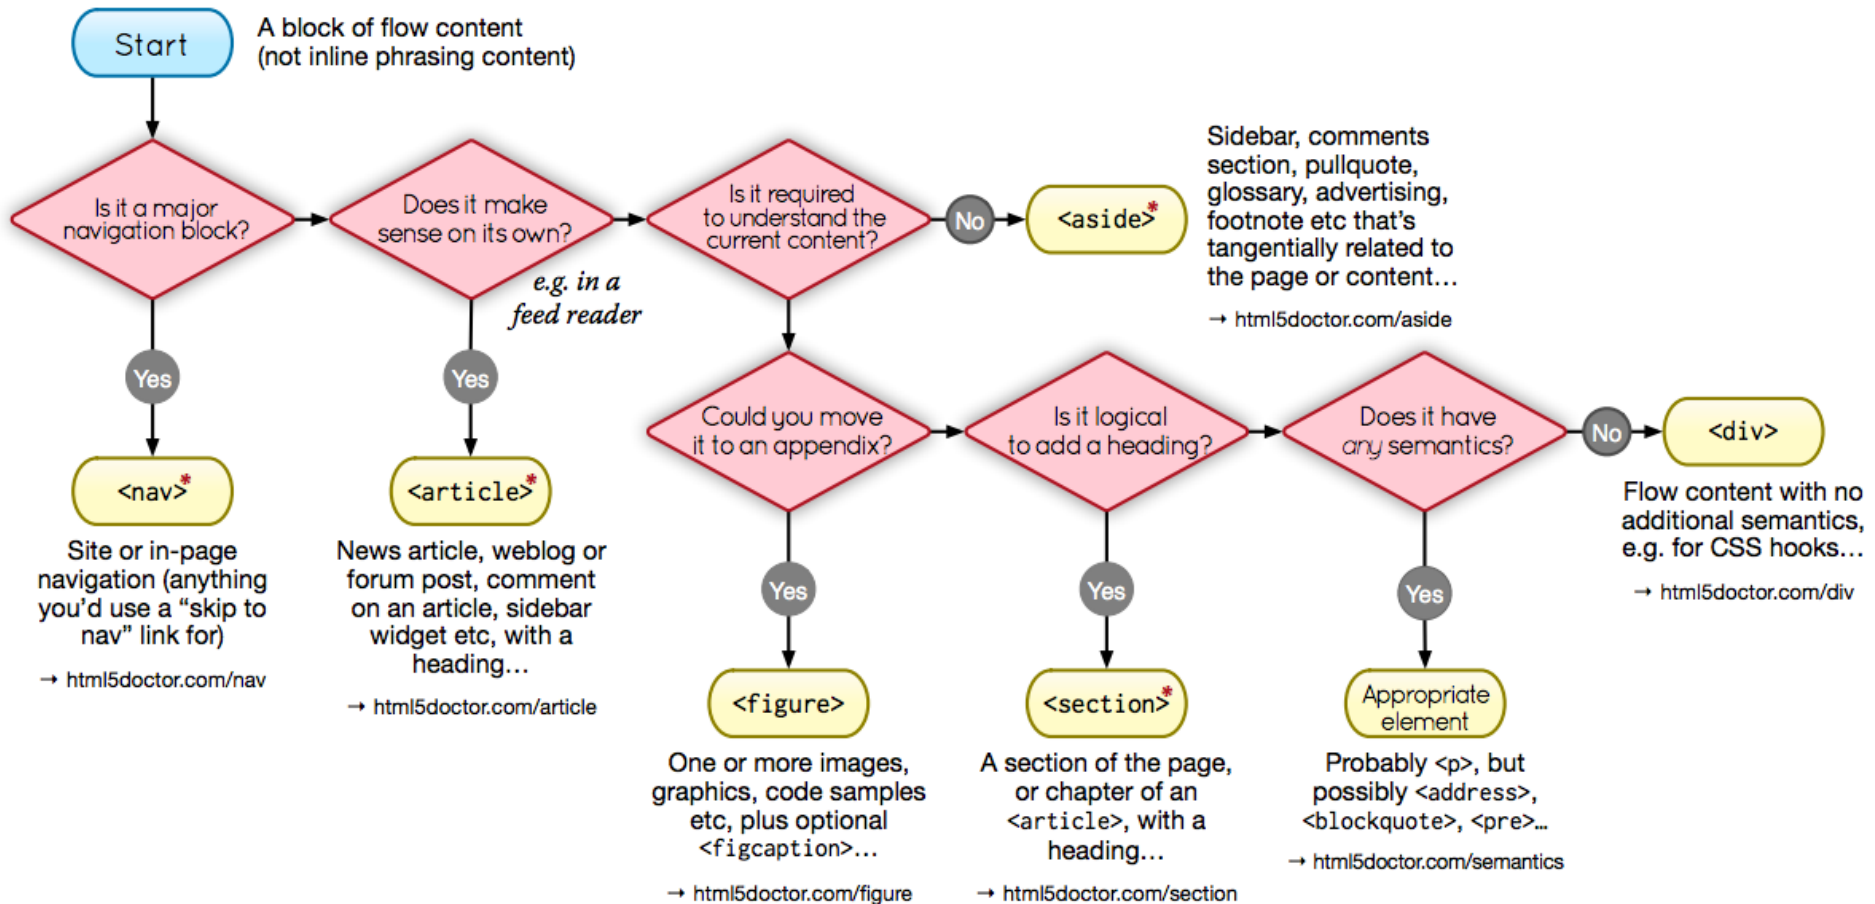 Start
A block of flow content
(not inline phrasing content)
Is it a major
navigation block?
Does it make
sense on its own?
e.g. in a
feed reader
Is it required
to understand the
current content?
No
<aside>*
Sidebar, comments
section, pullquote,
glossary, advertising,
footnote etc that’s
tangentially related to
the page or content…
→ html5doctor.com/aside
Yes
<nav>*
Site or in-page
navigation (anything
you’d use a “skip to
nav” link for)
→ html5doctor.com/nav
Yes
<article>*
News article, weblog or
forum post, comment
on an article, sidebar
widget etc, with a
heading…
→ html5doctor.com/article
Could you move
it to an appendix?
Yes
<figure>
One or more images,
graphics, code samples
etc, plus optional
<figcaption>…
→ html5doctor.com/figure
Is it logical
to add a heading?
Yes
<section>*
A section of the page,
or chapter of an
<article>, with a
heading…
→ html5doctor.com/section
Does it have
any semantics?
Yes
Appropriate
element
Probably <p>, but
possibly <address>,
<blockquote>, <pre>…
→ html5doctor.com/semantics
No
<div>
Flow content with no
additional semantics,
e.g. for CSS hooks…
→ html5doctor.com/div